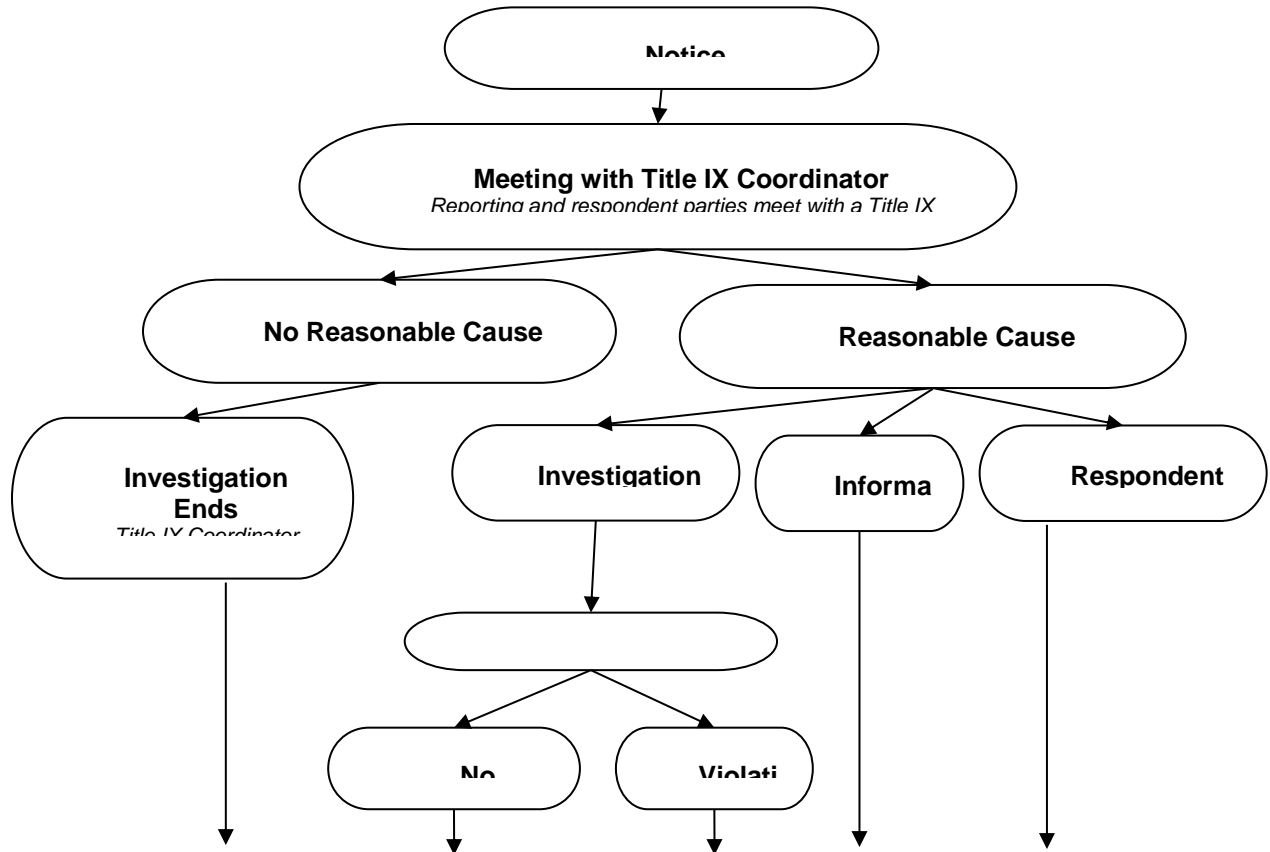 Notice
Meeting with Title IX Coordinator
Reporting and respondent parties meet with a Title IX
No Reasonable Cause
Reasonable Cause
Investigation
Ends
Title IX Coordinator
Investigation
Informa
Respondent
No
Violati